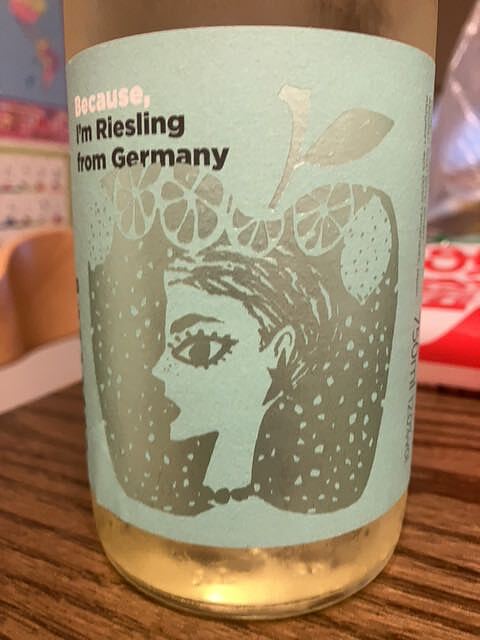 Because,
I'm Riesling
from Germany
750ml